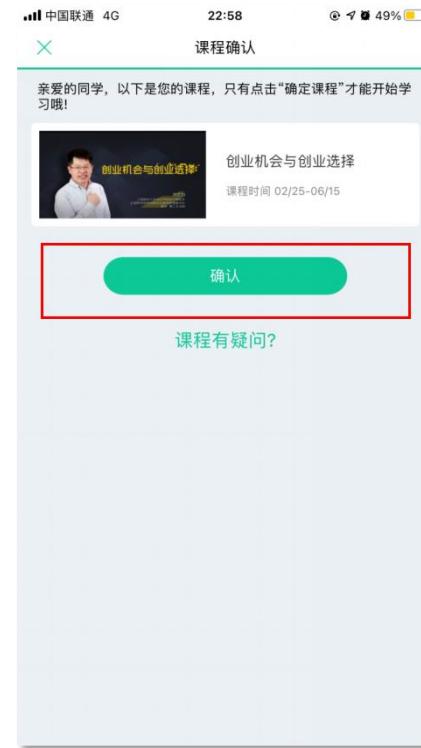 中国联通 4G 22:58 49%
课程确认
亲爱的同学，以下是您的课程，只有点击“确定课程”才能开始学
习哦!
创业机会与创业选择
创业机会与创业选择
课程时间 02/25-06/15
确认
课程有疑问?